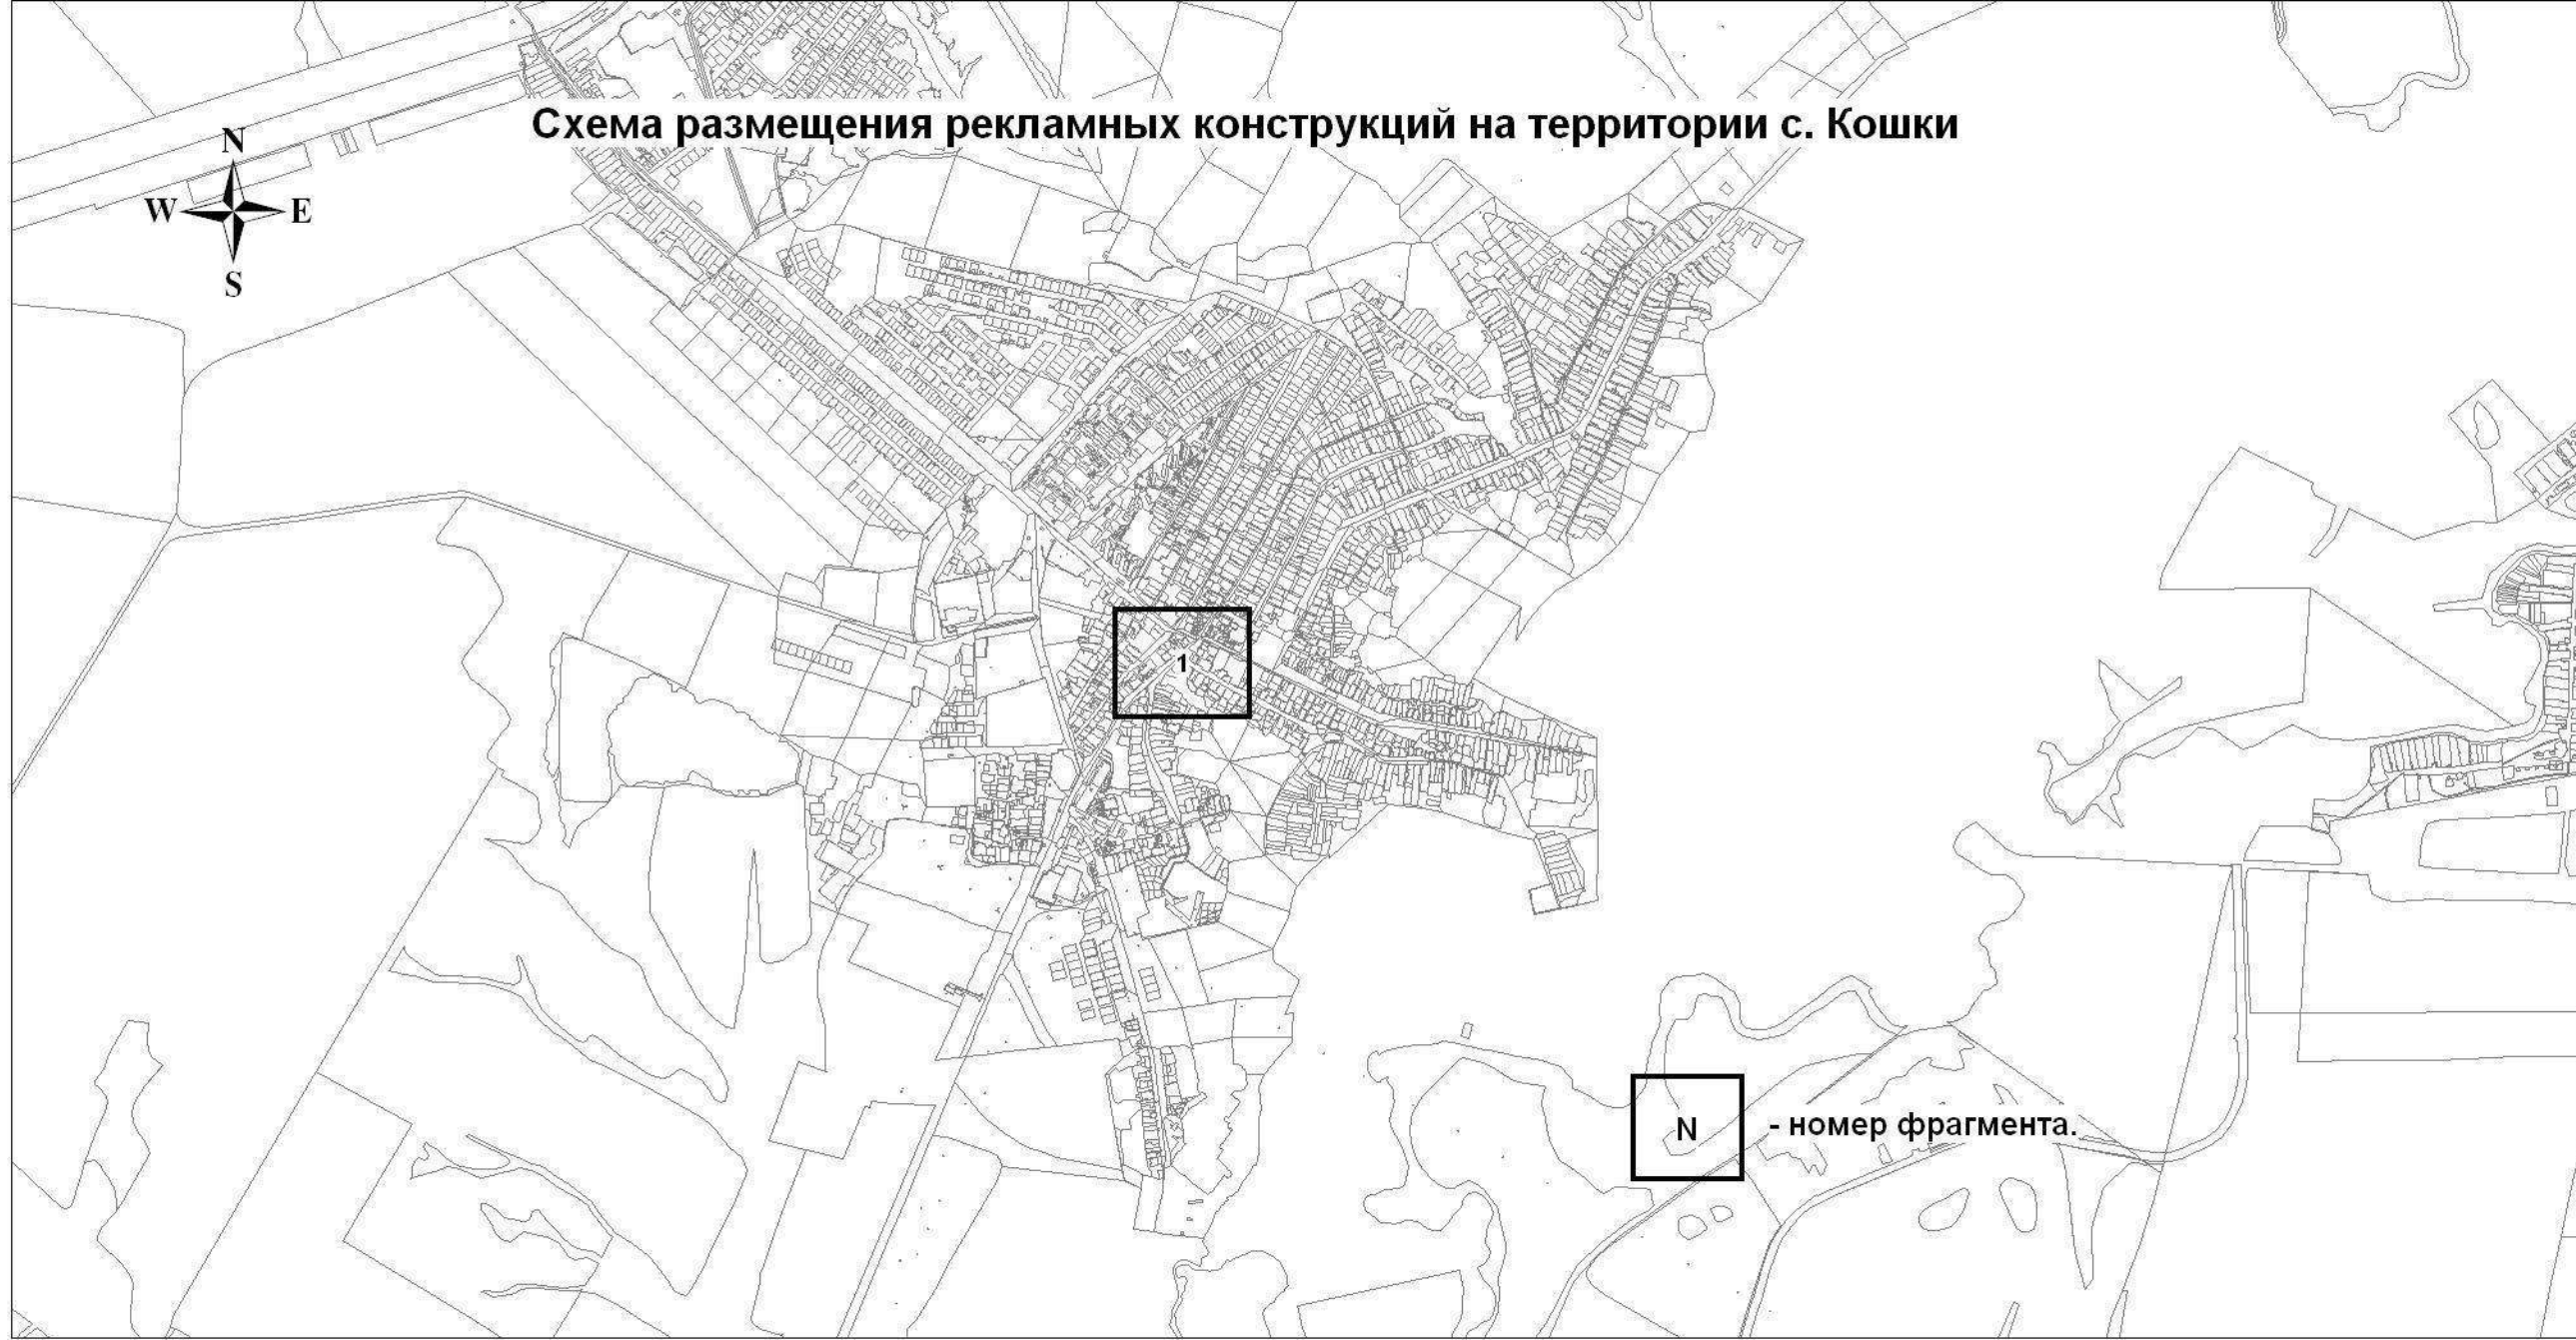 Схема размещения рекламных конструкций на территории с. Кошки
N
W E
S
1
N - номер фрагмента.